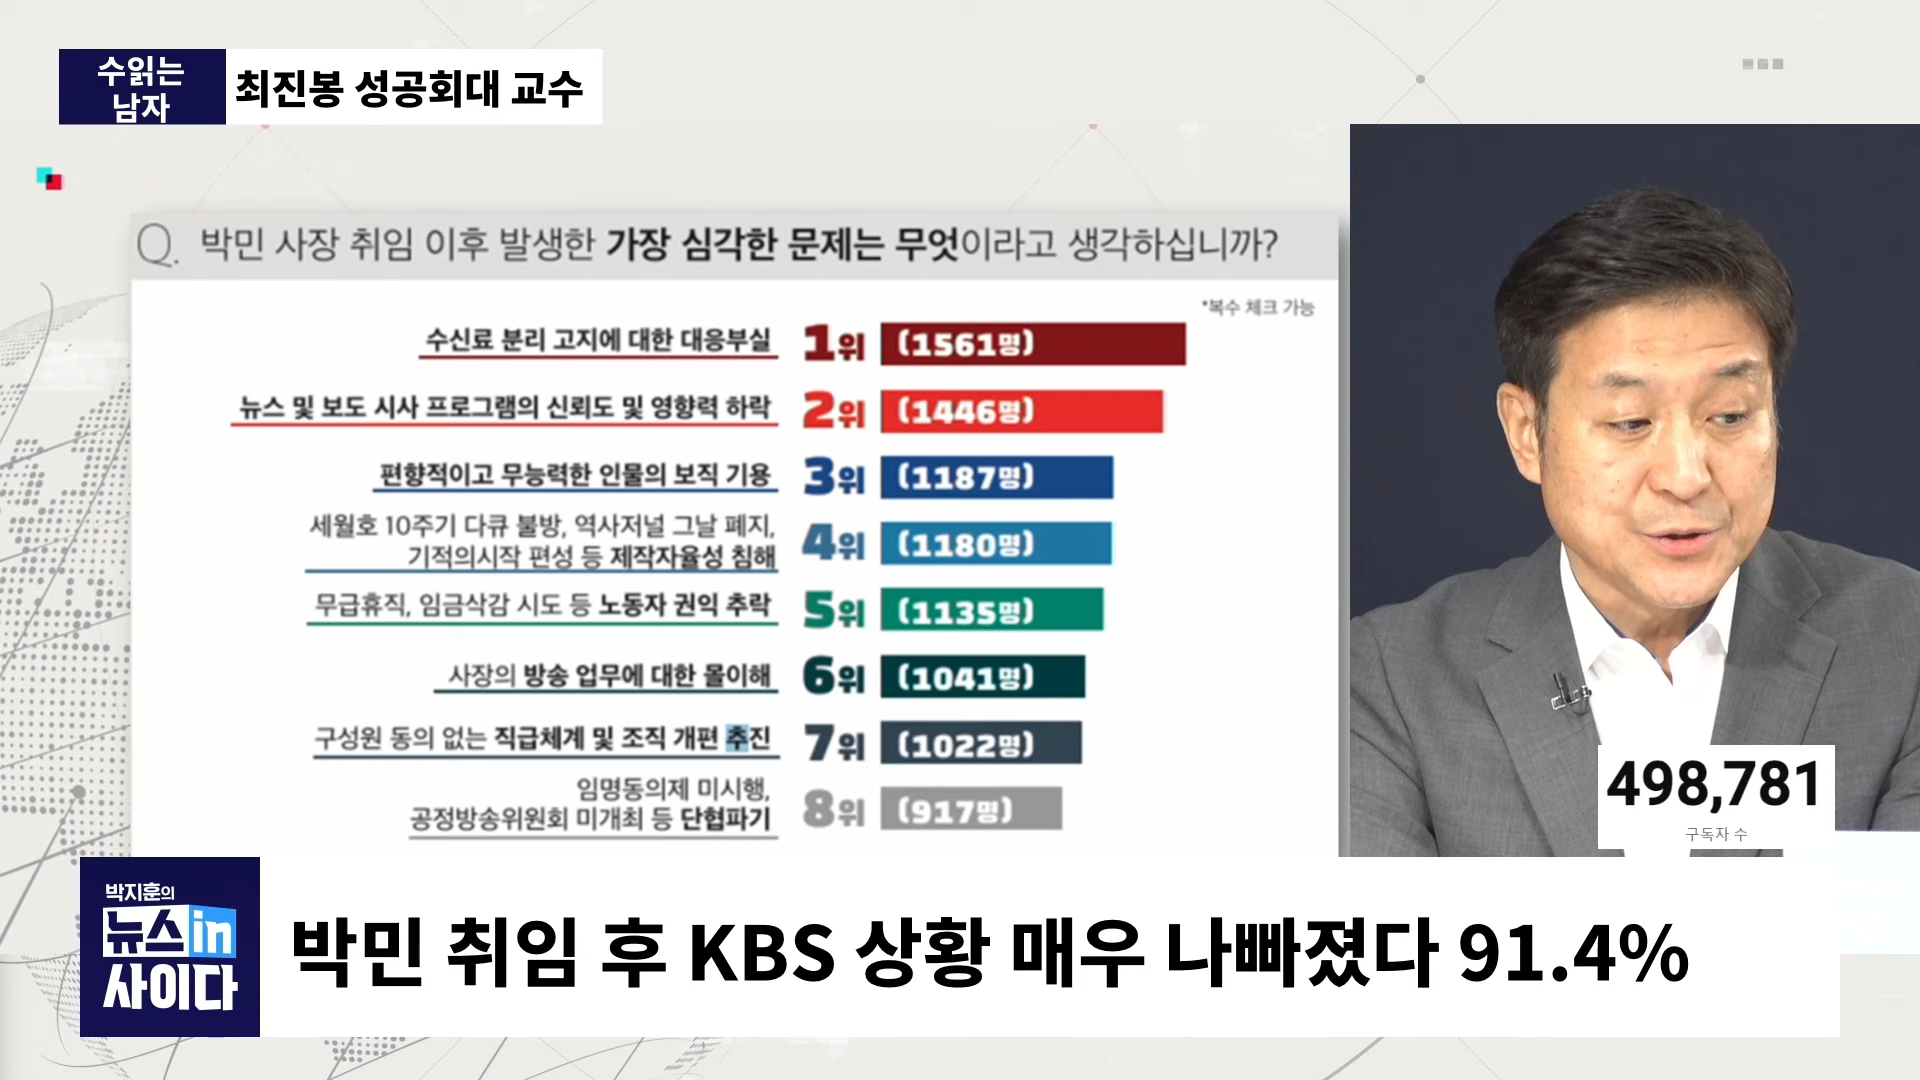 수읽는
남자
최진봉 성공회대 교수
Q. 박민 사장 취임 이후 발생한 가장 심각한 문제는 무엇이라고 생각하십니까?
*복수 체크 가능
수신료 분리 고지에 대한 대응부실 1위 (1561명)
뉴스 및 보도 시사 프로그램의 신뢰도 및 영향력 하락 2위 (1446명)
편향적이고 무능력한 인물의 보직 기용 3위 (1187명)
세월호 10주기 다큐 불방, 역사저널 그날 폐지,
기적의시작 편성 등 제작자율성 침해 4위 (1180명)
무급휴직, 임금삭감 시도 등 노동자 권익 추락 5위 (1135명)
사장의 방송 업무에 대한 몰이해 6위 (1041명)
구성원 동의 없는 직급체계 및 조직 개편 추진 7위 (1022명)
임명동의제 미시행,
공정방송위원회 미개최 등 단협파기 8위 (917명)
498,781
구독자 수
박지훈의
뉴스in
사이다
박민 취임 후 KBS 상황 매우 나빠졌다 91.4%